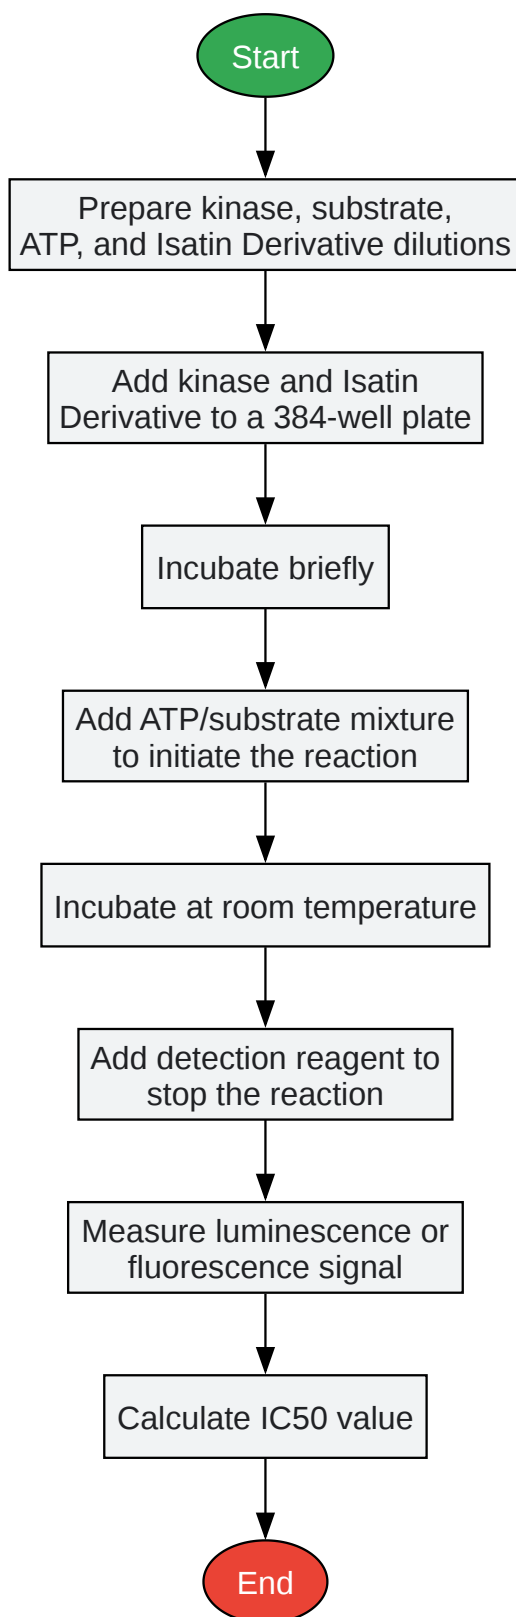 Start
Prepare kinase, substrate,
ATP, and Isatin Derivative dilutions
Add kinase and Isatin
Derivative to a 384-well plate
Incubate briefly
Add ATP/substrate mixture
to initiate the reaction
Incubate at room temperature
Add detection reagent to
stop the reaction
Measure luminescence or
fluorescence signal
Calculate IC50 value
End